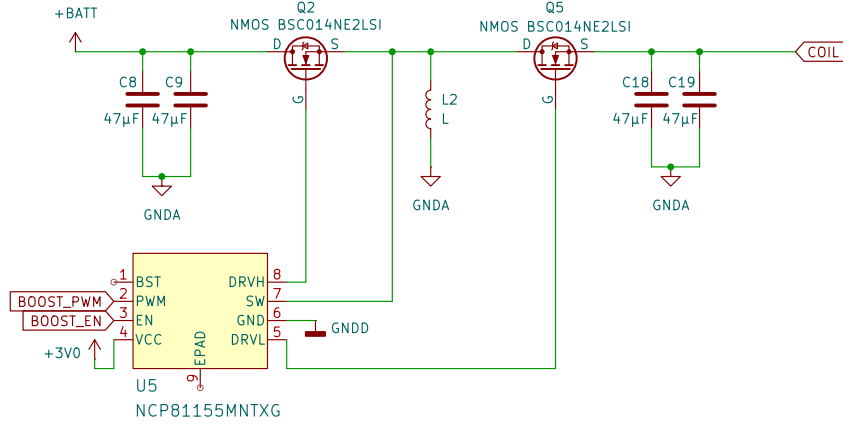 +BATT
Q2
NMOS BSC014NE2LSI
D S
G
Q5
NMOS BSC014NE2LSI
D S
G
COIL
C8 C9
47µF 47µF
GNDA
L2
L
GNDA
C18 C19
47µF 47µF
GNDA
BOOST_PWM
BOOST_EN
+3V0
1 BST
2 PWM
3 EN
4 VCC
DRVH 8
SW 7
GND 6
DRVL 5
EPAD
9
GNDD
U5
NCP81155MNTXG